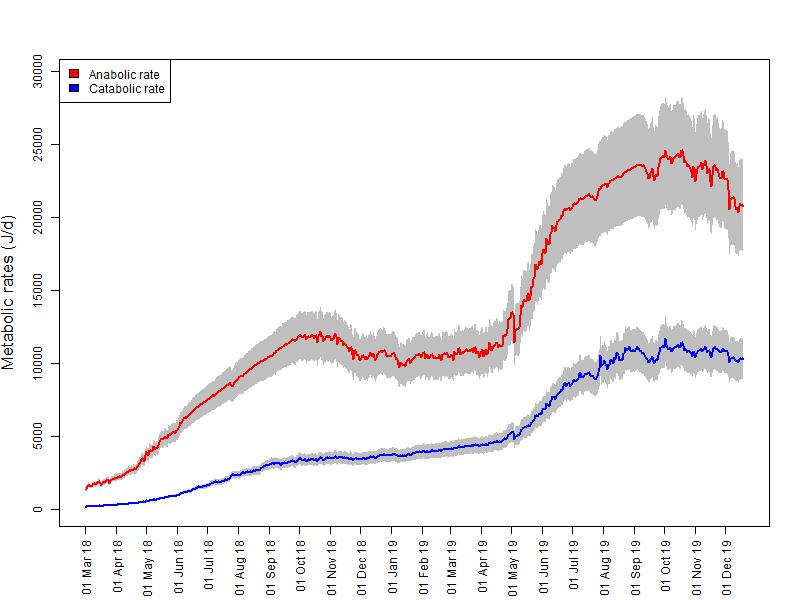 Anabolic rate
Catabolic rate
Metabolic rates (J/d)
30000
25000
20000
15000
10000
5000
0
01 Mar 18
01 Apr 18
01 May 18
01 Jun 18
01 Jul 18
01 Aug 18
01 Sep 18
01 Oct 18
01 Nov 18
01 Dec 18
01 Jan 19
01 Feb 19
01 Mar 19
01 Apr 19
01 May 19
01 Jun 19
01 Jul 19
01 Aug 19
01 Sep 19
01 Oct 19
01 Nov 19
01 Dec 19